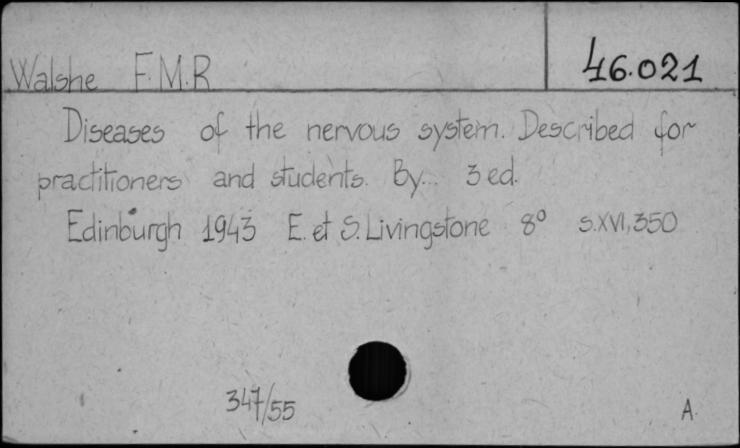 Walshe F.M.R 46.021
Diseases of the nervous system. Described for
practitioners and students. By... 3 ed.
Edinburgh 1943 E. et S. Livingstone 8° s.XVI,350
347/55
A.